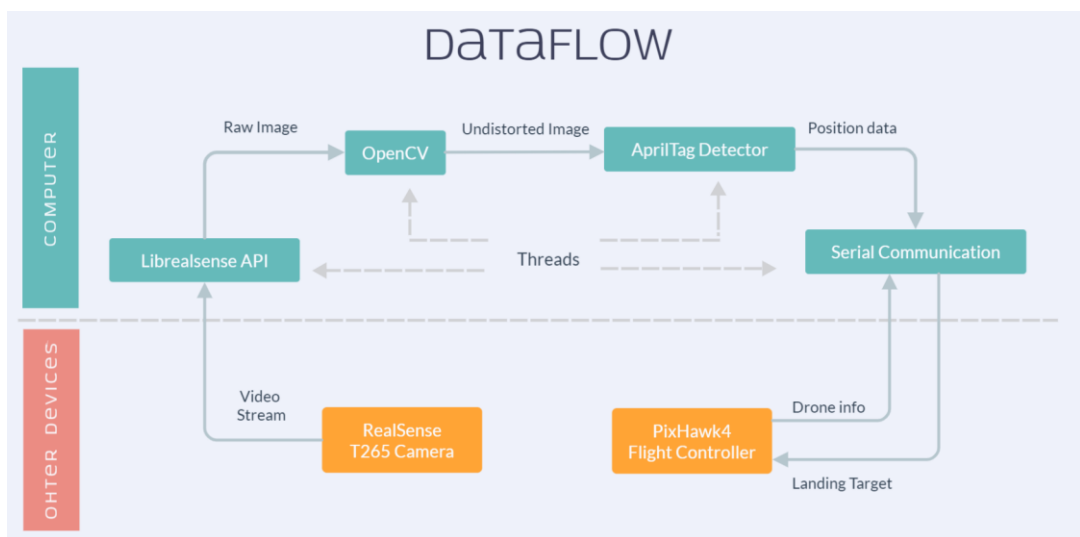 DATAFLOW
COMPUTER
Raw Image
OpenCV
Undistorted Image
AprilTag Detector
Position data
Librealsense API
Threads
Serial Communication
OHTER DEVICES
Video
Stream
RealSense
T265 Camera
PixHawk4
Flight Controller
Drone info
Landing Target